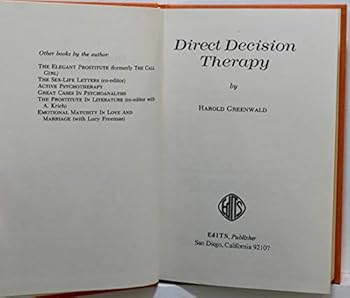 Other books by the author:
THE ELEGANT PROSTITUTE (formerly THE CALL
GIRL)
THE SEX-LIFE LETTERS (co-editor)
ACTIVE PSYCHOTHERAPY
GREAT CASES IN PSYCHOANALYSIS
THE PROSTITUTE IN LITERATURE (co-editor with
A. Krich)
EMOTIONAL MATURITY IN LOVE AND
MARRIAGE (with Lucy Freeman)
Direct Decision
Therapy
by
HAROLD GREENWALD
EdITS
EdITS, Publisher
San Diego, California 92107